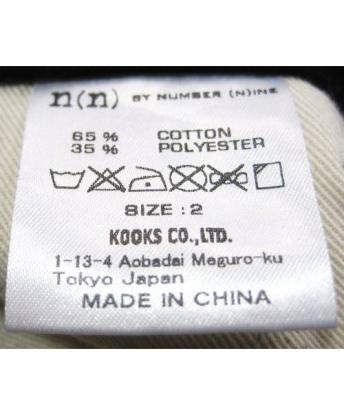 n(n) BY NUMBER (N)INE
65% COTTON
35% POLYESTER
SIZE : 2
KOOKS CO.,LTD.
1-13-4 Aobadai Meguro-ku
Tokyo Japan
MADE IN CHINA